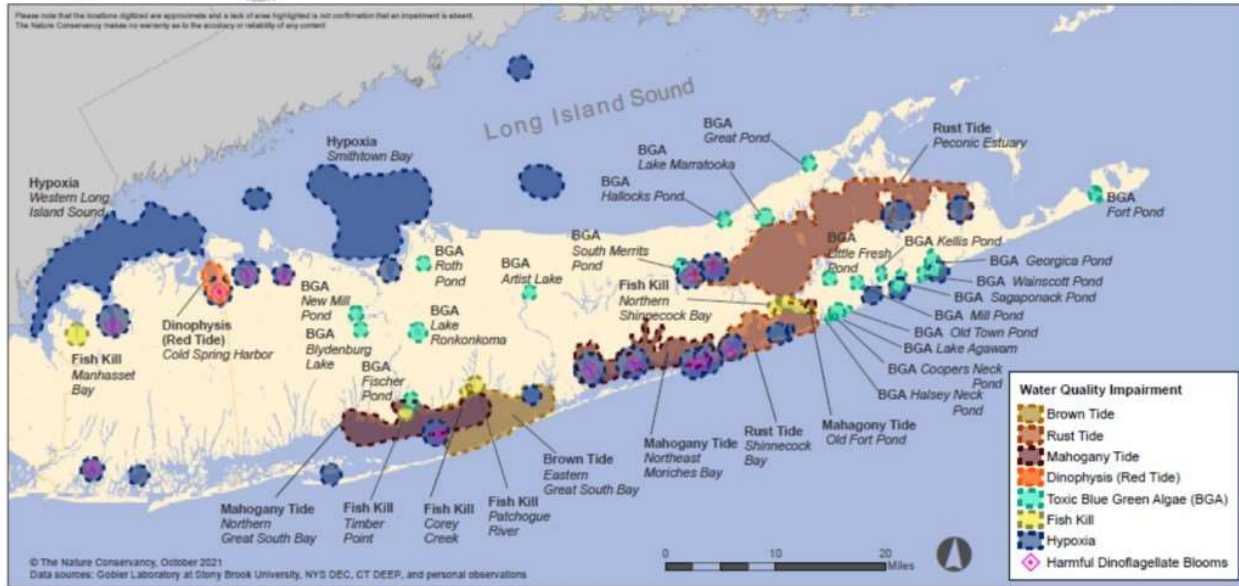 Please note that the locations digitized are approximate and a lack of area highlighted is not confirmation that an impairment is absent.
The Nature Conservancy makes no warranty as to the accuracy or reliability of any content
Long Island Sound
Hypoxia
Smithtown Bay
Hypoxia
Western Long
Island Sound
BGA
Great Pond
BGA
Lake Marratooka
BGA
Hallocks Pond
Rust Tide
Peconic Estuary
BGA
Fort Pond
BGA
South Merrits
Pond
BGA
Little Fresh
Pond
BGA Kellis Pond
BGA Georgica Pond
BGA Wainscott Pond
BGA Sagaponack Pond
BGA Mill Pond
BGA Old Town Pond
BGA Lake Agawam
BGA Coopers Neck
Pond
BGA Halsey Neck
Pond
BGA
Roth
Pond
BGA
Artist Lake
BGA
New Mill
Pond
BGA
Blydenburg
Lake
BGA
Lake
Ronkonkoma
BGA
Fischer
Pond
Dinophysis
(Red Tide)
Cold Spring Harbor
Fish Kill
Manhasset
Bay
Fish Kill
Northern
Shinnecock Bay
Mahogany Tide
Northern
Great South Bay
Fish Kill
Timber
Point
Fish Kill
Corey
Creek
Fish Kill
Patchogue
River
Brown Tide
Eastern
Great South Bay
Mahogany Tide
Northeast
Moriches Bay
Rust Tide
Shinnecock
Bay
Mahagony Tide
Old Fort Pond
Water Quality Impairment
Brown Tide
Rust Tide
Mahogany Tide
Dinophysis (Red Tide)
Toxic Blue Green Algae (BGA)
Fish Kill
Hypoxia
Harmful Dinoflagellate Blooms
0 10 20
Miles
© The Nature Conservancy, October 2021
Data sources: Gobler Laboratory at Stony Brook University, NYS DEC, CT DEEP, and personal observations